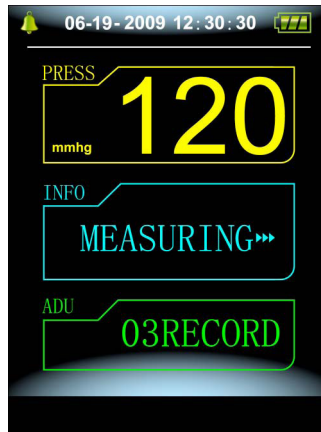 06-19-2009 12:30:30
PRESS
120
mmhg
INFO
MEASURING
ADU
03RECORD